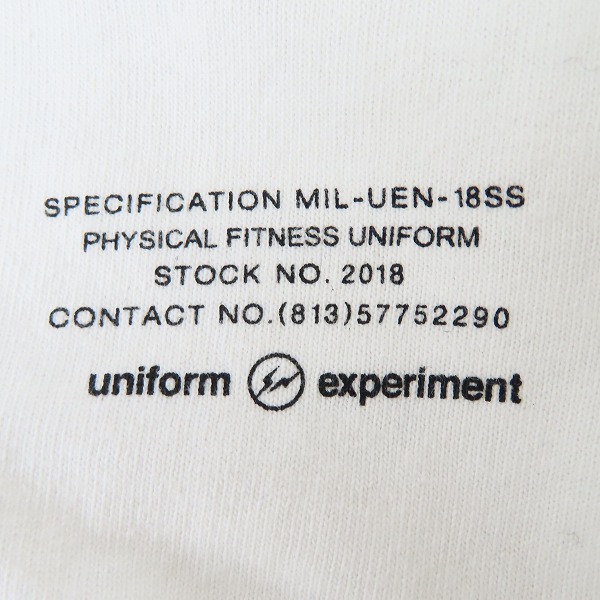 SPECIFICATION MIL-UEN-18SS
PHYSICAL FITNESS UNIFORM
STOCK NO. 2018
CONTACT NO.(813)57752290
uniform experiment